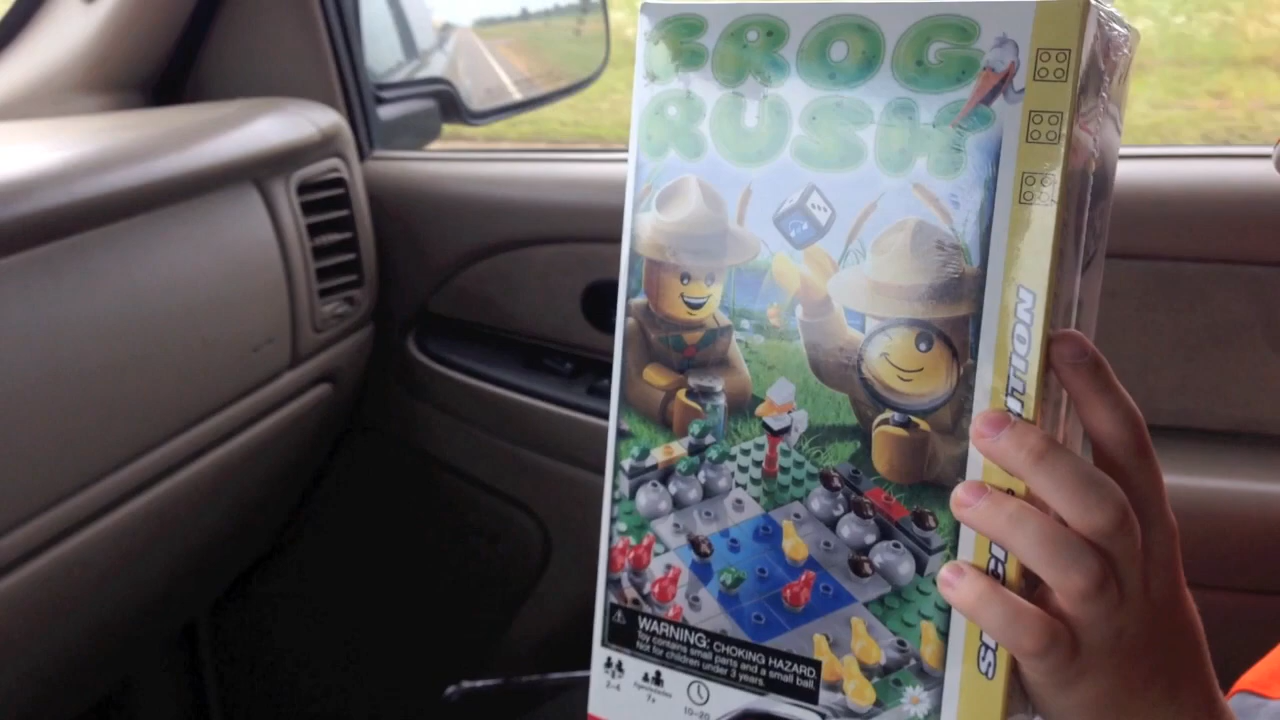 FROG
RUSH
WARNING: CHOKING HAZARD.
Toy contains small parts and a small ball.
Not for children under 3 years.
2-4
7+
10-20